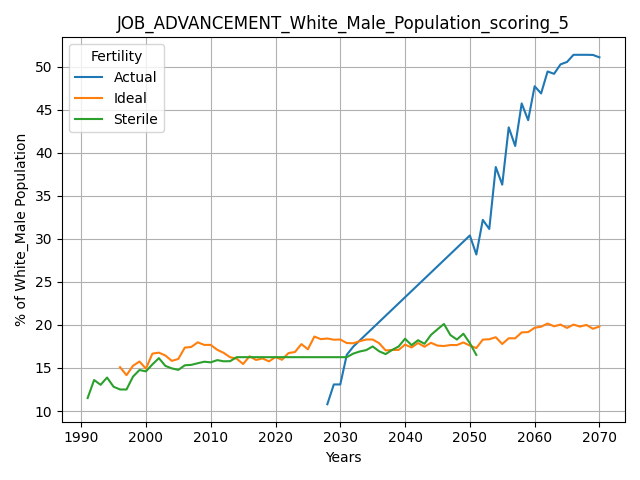 JOB_ADVANCEMENT_White_Male_Population_scoring_5
Fertility
Actual
Ideal
Sterile
% of White_Male Population
50
45
40
35
30
25
20
15
10
1990 2000 2010 2020 2030 2040 2050 2060 2070
Years